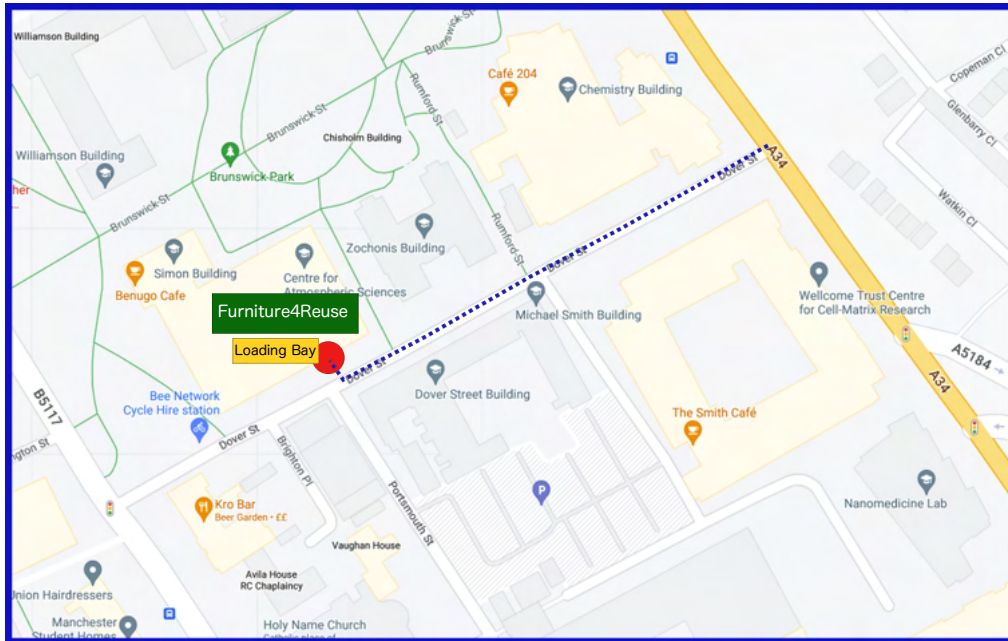 Williamson Building
Brunswick St
Brunswick St
Café 204
Chemistry Building
Copeman Cl
Glenbarry Cl
Rumford St
Brunswick St
Chisholm Building
A34
Dover St
Williamson Building
Brunswick Park
Watkin Cl
Brunswick St
Rumford St
Zochonis Building
Dover St
Simon Building
Centre for
Atmospheric Sciences
Benugo Cafe
Wellcome Trust Centre
for Cell-Matrix Research
Furniture4Reuse
Michael Smith Building
Loading Bay
A5184
Dover St
A34
Dover Street Building
B5117
Bee Network
Cycle Hire station
The Smith Café
Dover St
Brighton Pl
P
Portsmouth St
Kro Bar
Beer Garden · ££
Nanomedicine Lab
Vaughan House
Avila House
RC Chaplaincy
Union Hairdressers
Manchester
Student Homes
Holy Name Church